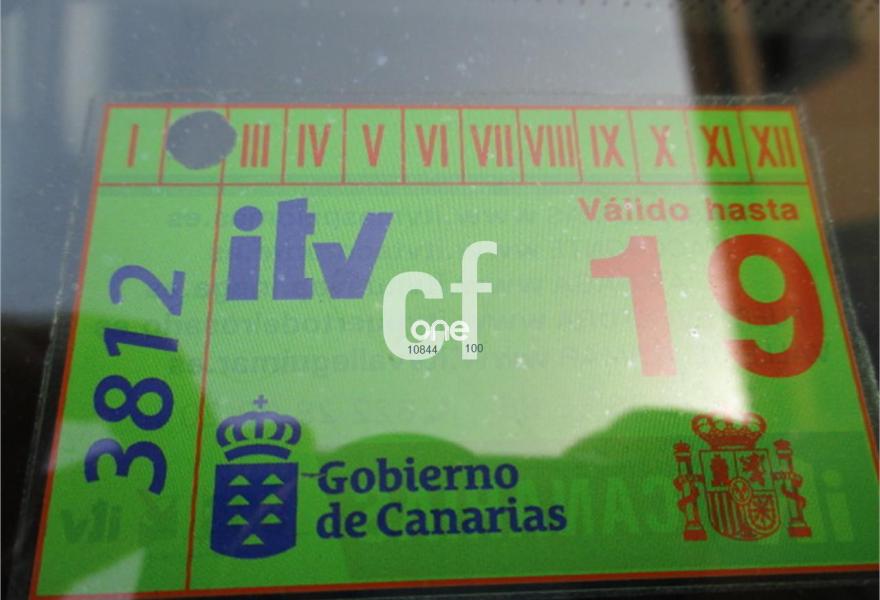 I III IV V VI VII VIII IX X XI XII
itv
Válido hasta
19
3812
cf
one
10844 100
Gobierno
de Canarias